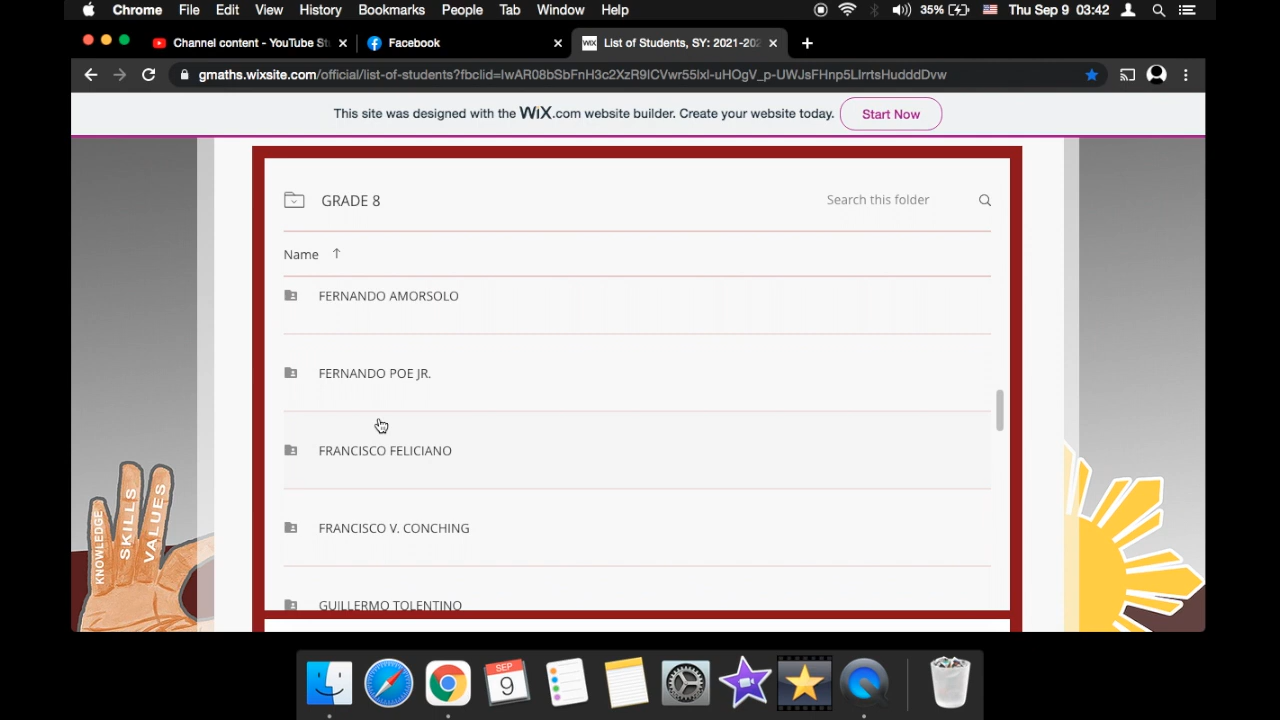 Chrome File Edit View History Bookmarks People Tab Window Help 35% Thu Sep 9 03:42
Channel content - YouTube St
Facebook
WiX List of Students, SY: 2021-202
gmaths.wixsite.com/official/list-of-students?fbclid=IwAR08bSbFnH3c2XzR9lCVwr55lxl-uHOgV_p-UWJsFHnp5LlrrtsHudddDvw
This site was designed with the WiX.com website builder. Create your website today. Start Now
GRADE 8 Search this folder
Name ↑
FERNANDO AMORSOLO
FERNANDO POE JR.
FRANCISCO FELICIANO
FRANCISCO V. CONCHING
GUILLERMO TOLENTINO
KNOWLEDGE
SKILLS
VALUES
SEP
9